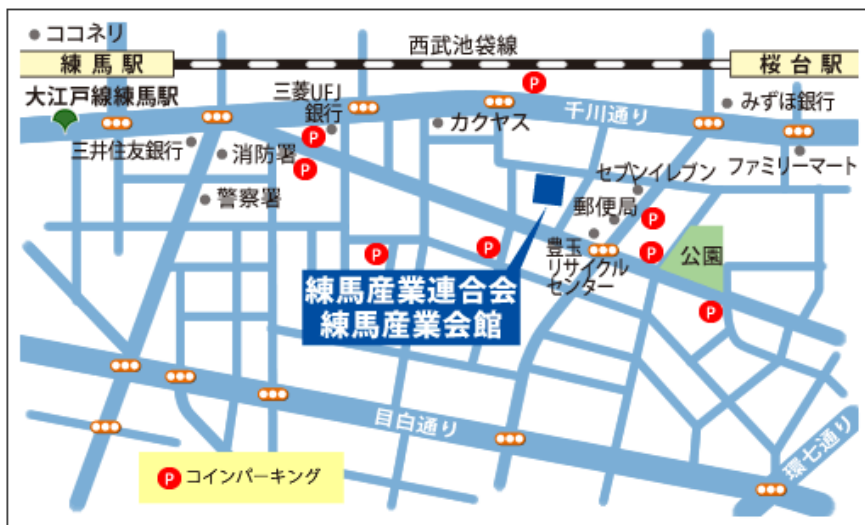 ココネリ
西武池袋線
練馬駅
桜台駅
大江戸線練馬駅
三菱UFJ
銀行
みずほ銀行
千川通り
カクヤス
三井住友銀行
消防署
ファミリーマート
セブンイレブン
警察署
郵便局
豊玉
リサイクル
センター
公園
練馬産業連合会
練馬産業会館
目白通り
環七通り
P コインパーキング
P
P
P
P
P
P
P
P